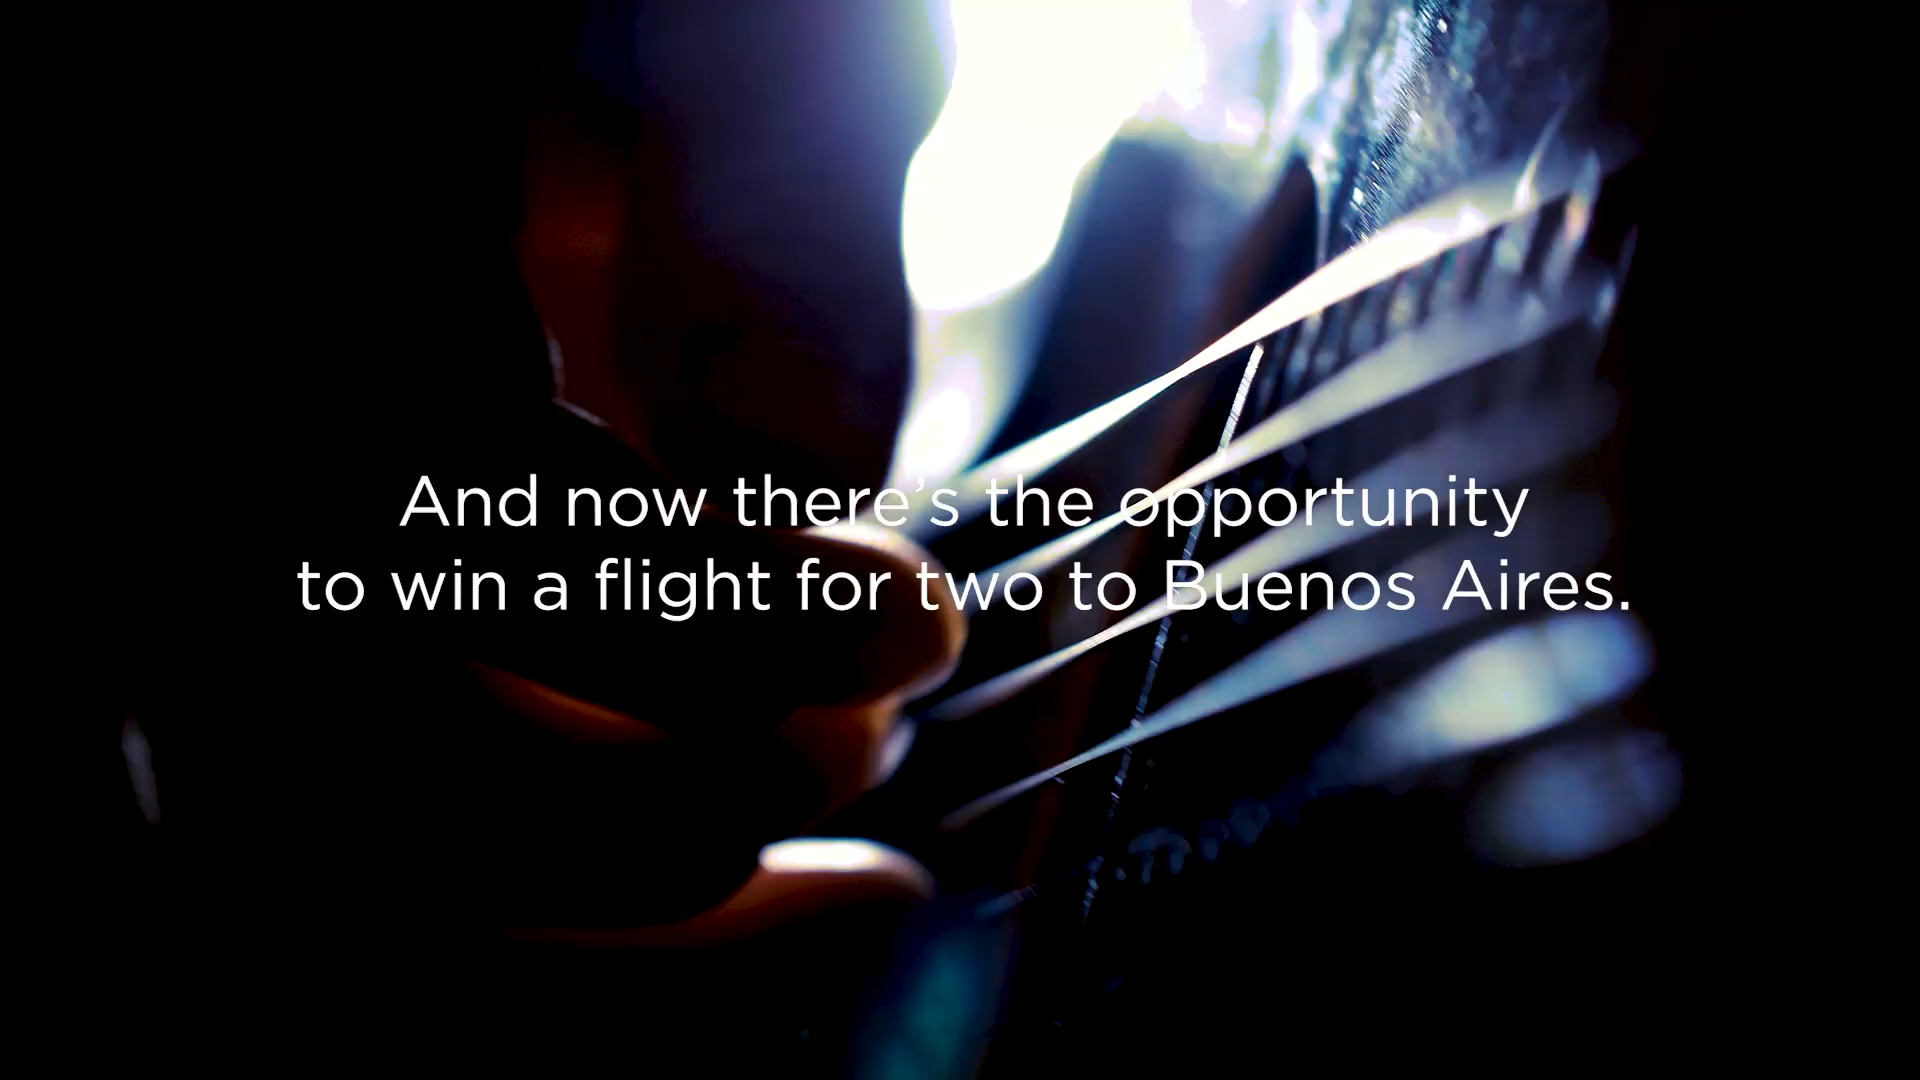 And now there’s the opportunity
to win a flight for two to Buenos Aires.